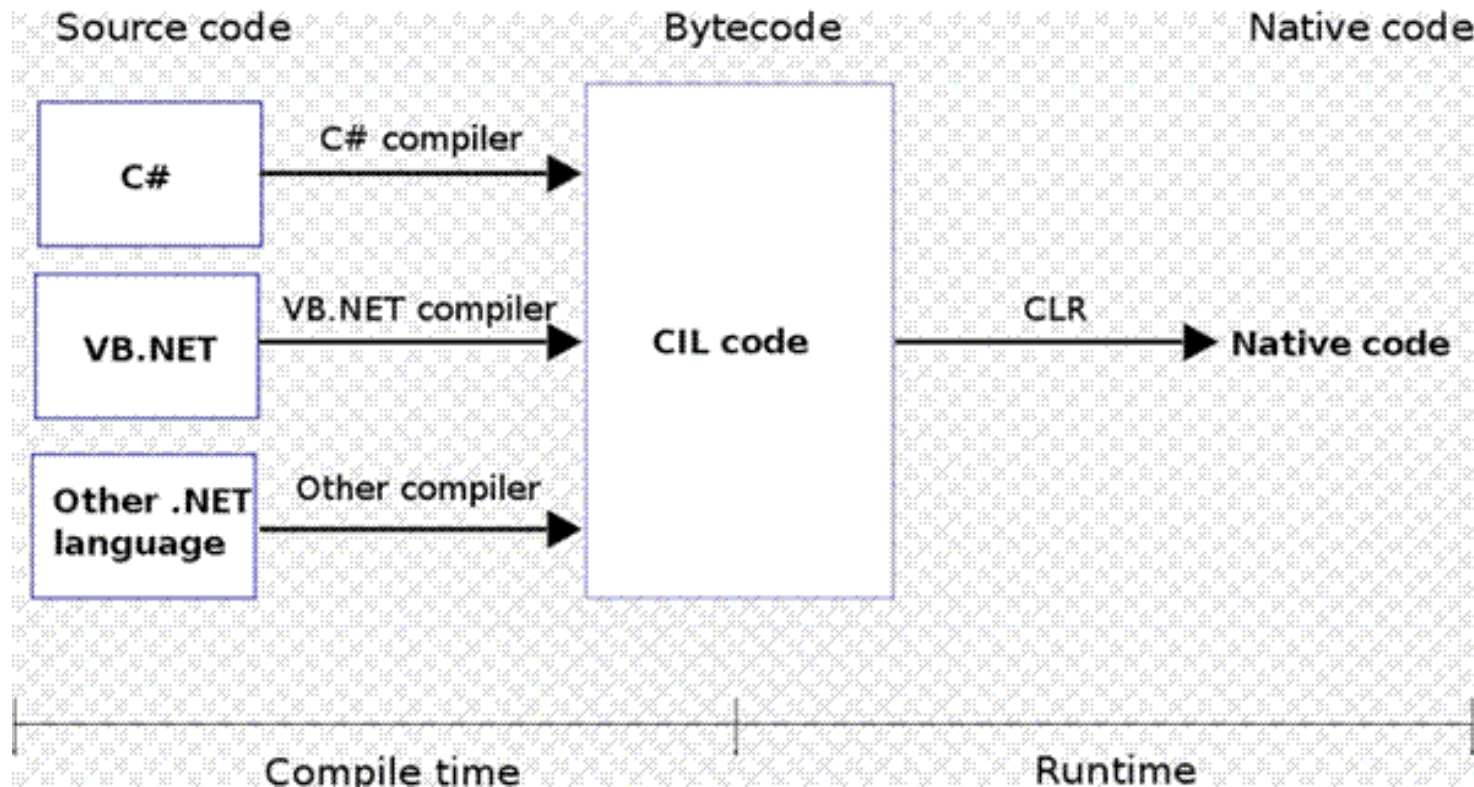 Source code
Bytecode
Native code
C# compiler
C#
VB.NET compiler
VB.NET
CIL code
CLR
Native code
Other compiler
Other .NET
language
Compile time
Runtime